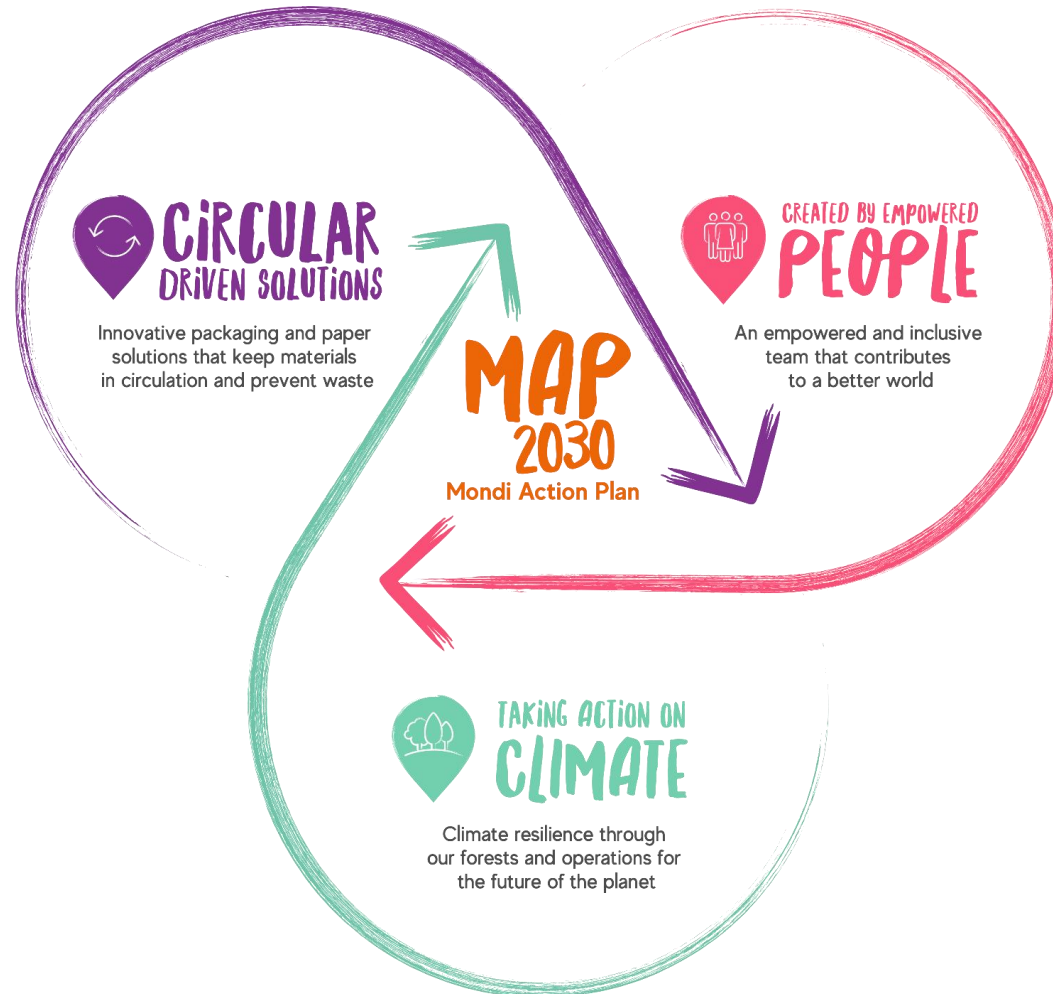 CiRCULAR
DRiVEN SOLUTiONS
Innovative packaging and paper
solutions that keep materials
in circulation and prevent waste
CREATED BY EMPOWERED
PEOPLE
An empowered and inclusive
team that contributes
to a better world
MAP
2030
Mondi Action Plan
TAKiNG ACTiON ON
CLiMATE
Climate resilience through
our forests and operations for
the future of the planet